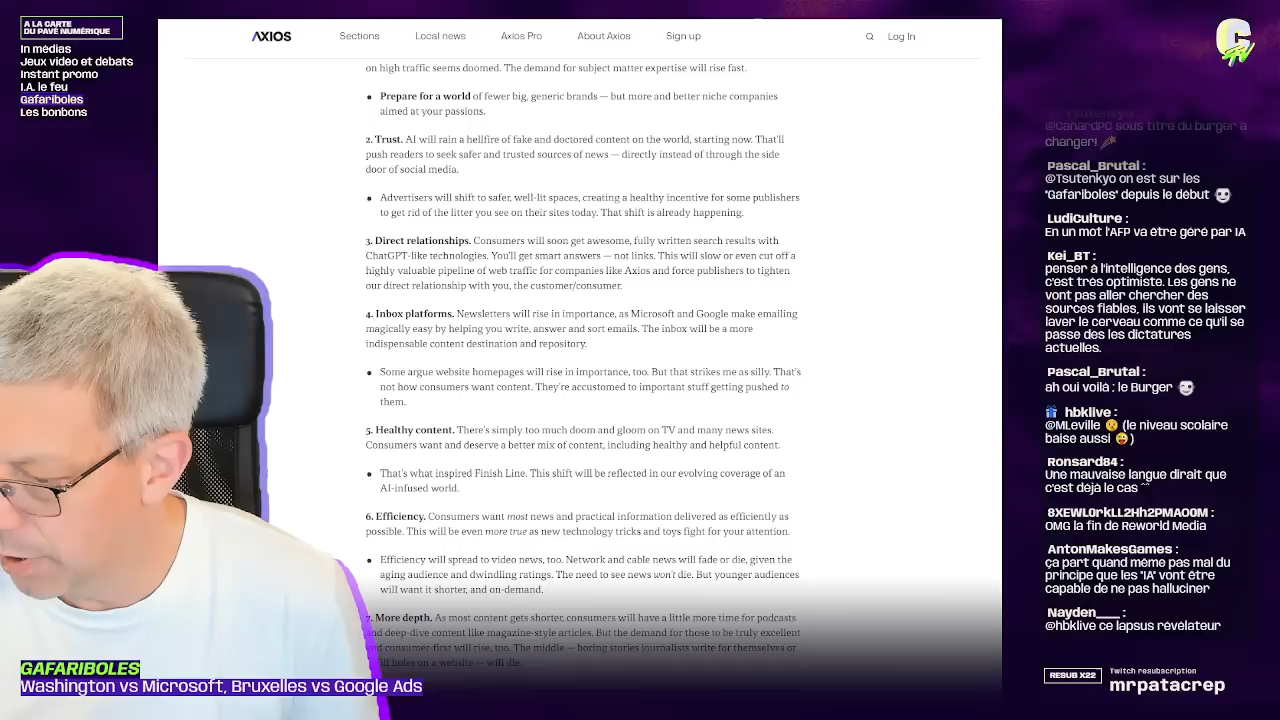 A LA CARTE
DU PAVÉ NUMÉRIQUE
In médias
Jeux vidéo et débats
Instant promo
I.A. le feu
Gafariboles
Les bonbons
AXIOS
Sections
Local news
Axios Pro
About Axios
Sign up
Log In
on high traffic seems doomed. The demand for subject matter expertise will rise fast.
• Prepare for a world of fewer big, generic brands — but more and better niche companies
aimed at your passions.
2. Trust. AI will rain a hellfire of fake and doctored content on the world, starting now. That'll
push readers to seek safer and trusted sources of news — directly instead of through the side
door of social media.
• Advertisers will shift to safer, well-lit spaces, creating a healthy incentive for some publishers
to get rid of the litter you see on their sites today. That shift is already happening.
3. Direct relationships. Consumers will soon get awesome, fully written search results with
ChatGPT-like technologies. You'll get smart answers — not links. This will slow or even cut off a
highly valuable pipeline of web traffic for companies like Axios and force publishers to tighten
our direct relationship with you, the customer/consumer.
4. Inbox platforms. Newsletters will rise in importance, as Microsoft and Google make emailing
magically easy by helping you write, answer and sort emails. The inbox will be a more
indispensable content destination and repository.
• Some argue website homepages will rise in importance, too. But that strikes me as silly. That's
not how consumers want content. They're accustomed to important stuff getting pushed to
them.
5. Healthy content. There's simply too much doom and gloom on TV and many news sites.
Consumers want and deserve a better mix of content, including healthy and helpful content.
• That's what inspired Finish Line. This shift will be reflected in our evolving coverage of an
AI-infused world.
6. Efficiency. Consumers want most news and practical information delivered as efficiently as
possible. This will be even more true as new technology tricks and toys fight for your attention.
• Efficiency will spread to video news, too. Network and cable news will fade or die, given the
aging audience and dwindling ratings. The need to see news won't die. But younger audiences
will want it shorter, and on-demand.
7. More depth. As most content gets shorter, consumers will have a little more time for podcasts
and deep-dive content like magazine-style articles. But the demand for those to be truly excellent
and consumer-first will rise, too. The middle — boring stories journalists write for themselves or
fill holes on a website — will die.
GAFARIBOLES
Washington vs Microsoft, Bruxelles vs Google Ads
G TV
Tsutenkyo_ :
@CanardPC sous titre du burger a
changer!
Pascal_Brutal :
@Tsutenkyo on est sur les
"Gafariboles" depuis le début
LudiCulture :
En un mot l'AFP va être géré par IA
Kei_BT :
penser à l'intelligence des gens,
c'est très optimiste. Les gens ne
vont pas aller chercher des
sources fiables, ils vont se laisser
laver le cerveau comme ce qu'il se
passe des les dictatures
actuelles.
Pascal_Brutal :
ah oui voilà : le Burger
hbklive :
@MLeville (le niveau scolaire
baise aussi )
Ronsard84 :
Une mauvaise langue dirait que
c'est déjà le cas ^^
8XEWL0rkLL2Hh2PMAOOM :
OMG la fin de Reworld Media
AntonMakesGames :
ça part quand même pas mal du
principe que les "IA" vont être
capable de ne pas halluciner
Nayden___ :
@hbklive ce lapsus révélateur
RESUB X22
Twitch resubscription
mrpatacrep